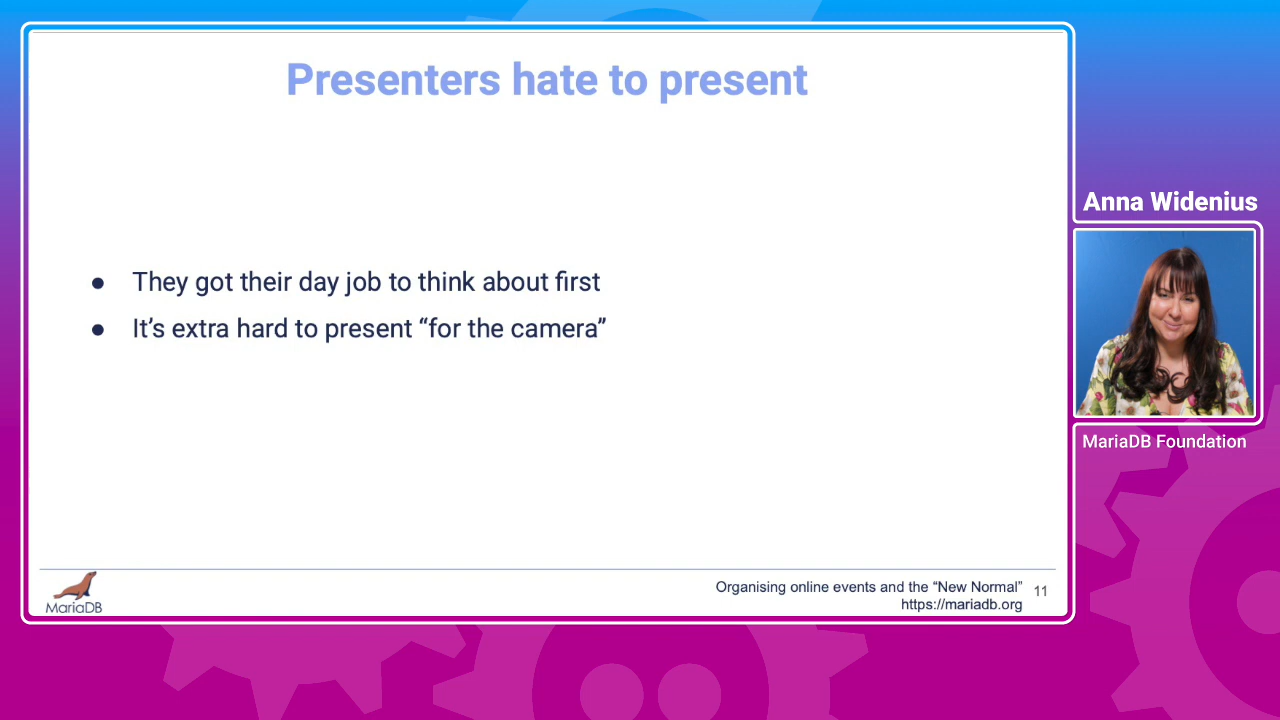 Presenters hate to present
● They got their day job to think about first
● It’s extra hard to present “for the camera”
Anna Widenius
MariaDB Foundation
MariaDB
Organising online events and the “New Normal”
https://mariadb.org
11